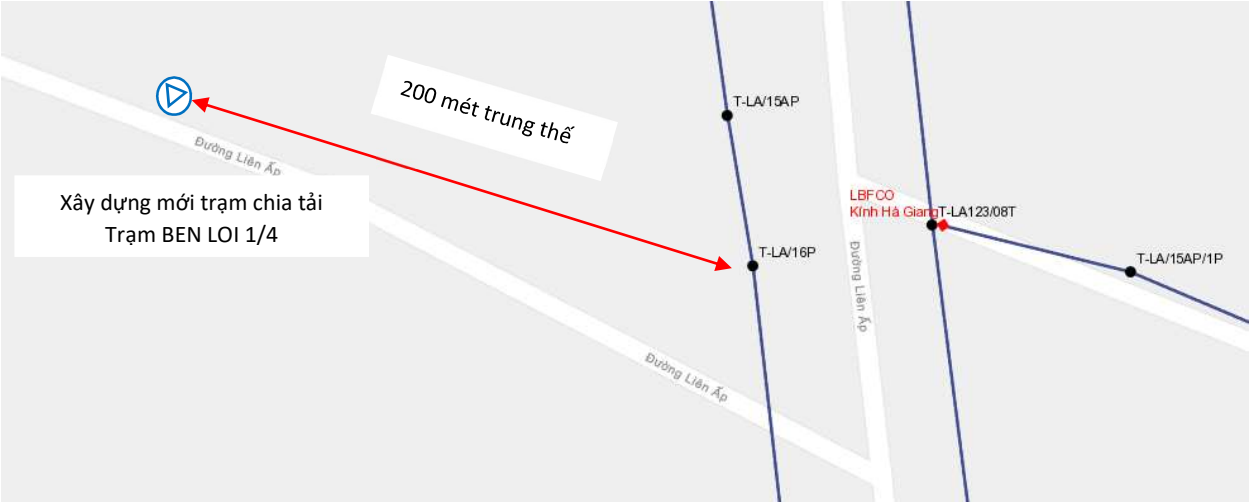 200 mét trung thế
T-LA/15AP
Đường Liên Ấp
Xây dựng mới trạm chia tải
Trạm BEN LOI 1/4
LBFCO
Kính Hà Giang
T-LA123/08T
T-LA/16P
T-LA/15AP/1P
Đường Liên Ấp
Đường Liên Ấp